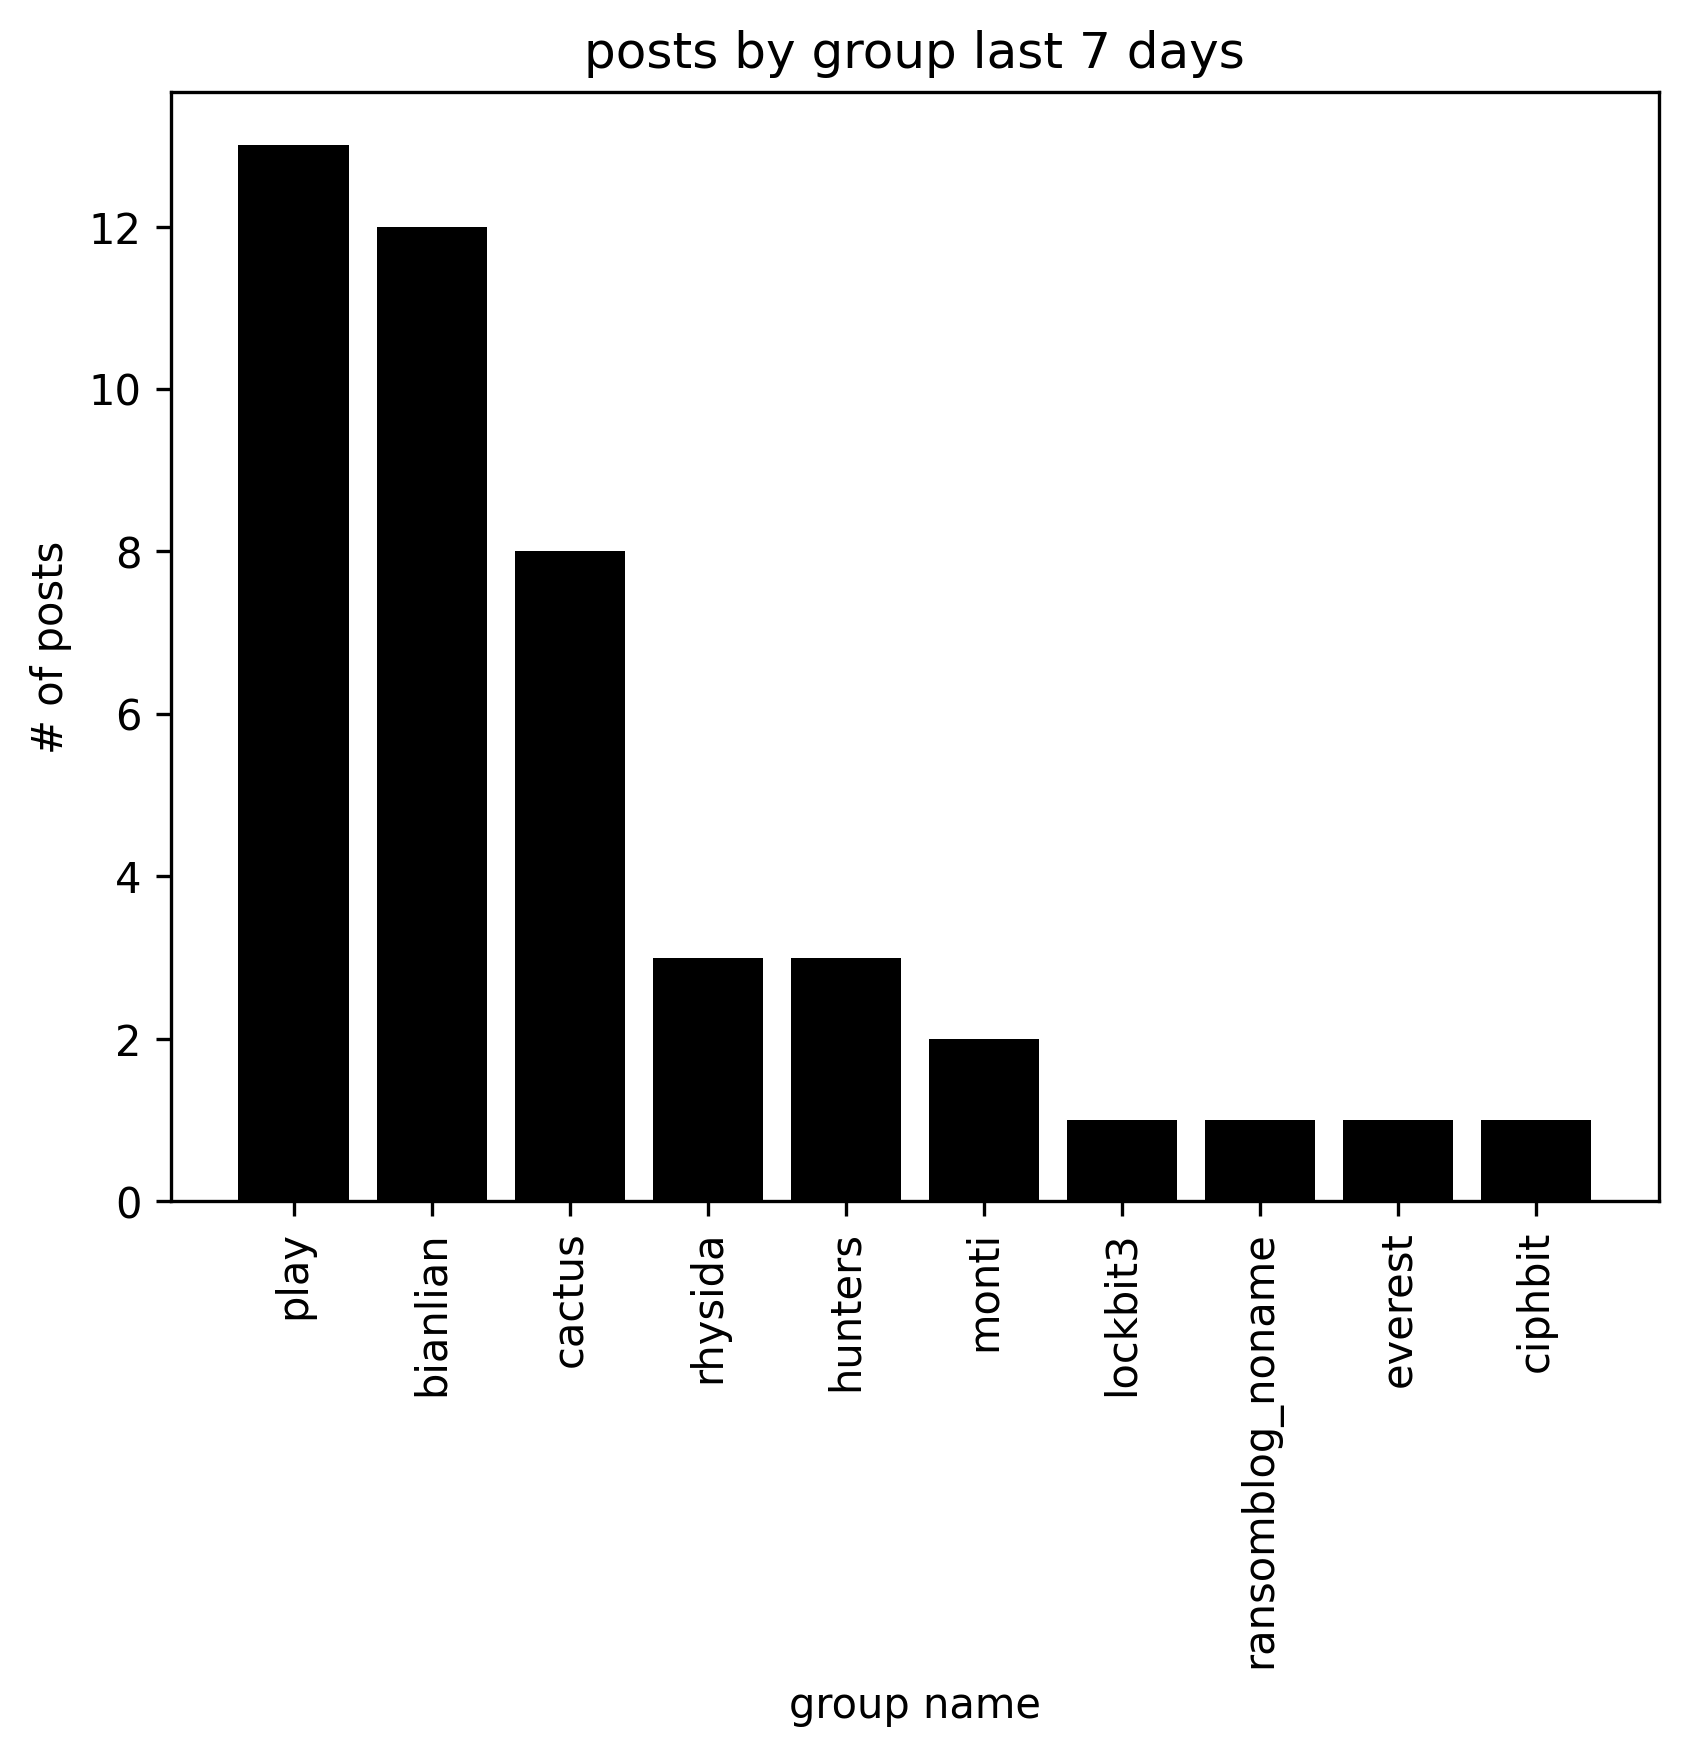 posts by group last 7 days
# of posts
12
10
8
6
4
2
0
play
bianlian
cactus
rhysida
hunters
monti
lockbit3
ransomblog_noname
everest
ciphbit
group name